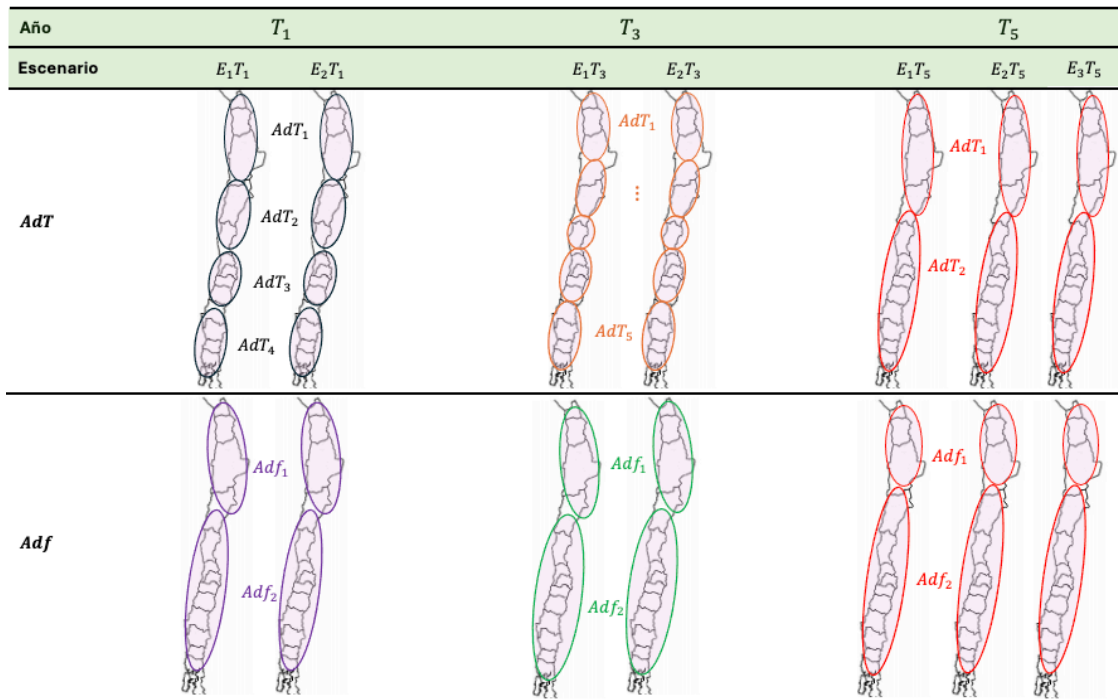 Año T₁ T₃ T₅
Escenario E₁T₁ E₂T₁ E₁T₃ E₂T₃ E₁T₅ E₂T₅ E₃T₅
AdT
AdT₁
AdT₂
AdT₃
AdT₄
AdT₁
⋮
AdT₅
AdT₁
AdT₂
Adf
Adf₁
Adf₂
Adf₁
Adf₂
Adf₁
Adf₂